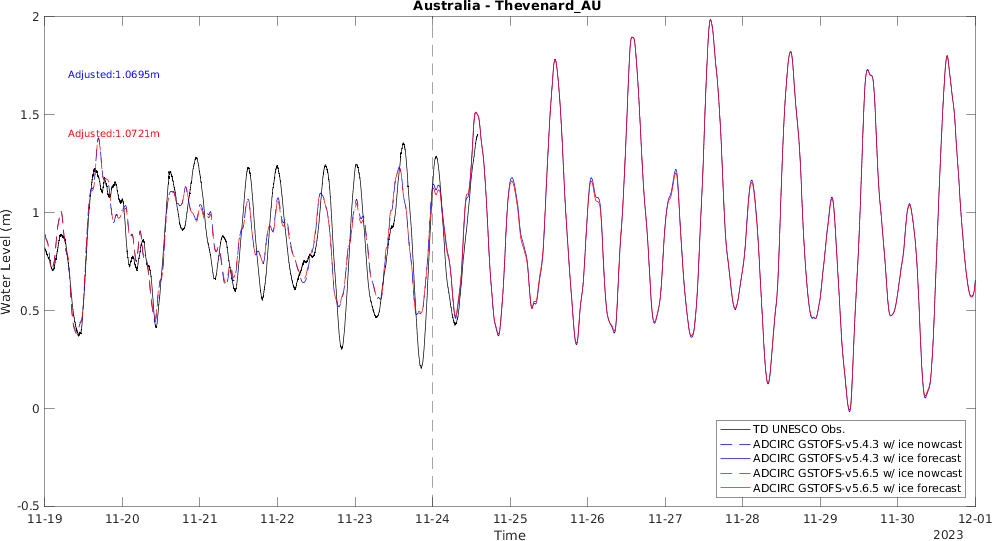 Australia - Thevenard_AU
2
Adjusted:1.0695m
1.5
Adjusted:1.0721m
1
Water Level (m)
0.5
0
TD UNESCO Obs.
ADCIRC GSTOFS-v5.4.3 w/ ice nowcast
ADCIRC GSTOFS-v5.4.3 w/ ice forecast
ADCIRC GSTOFS-v5.6.5 w/ ice nowcast
ADCIRC GSTOFS-v5.6.5 w/ ice forecast
-0.5
11-19 11-20 11-21 11-22 11-23 11-24 11-25 11-26 11-27 11-28 11-29 11-30 12-01
Time
2023